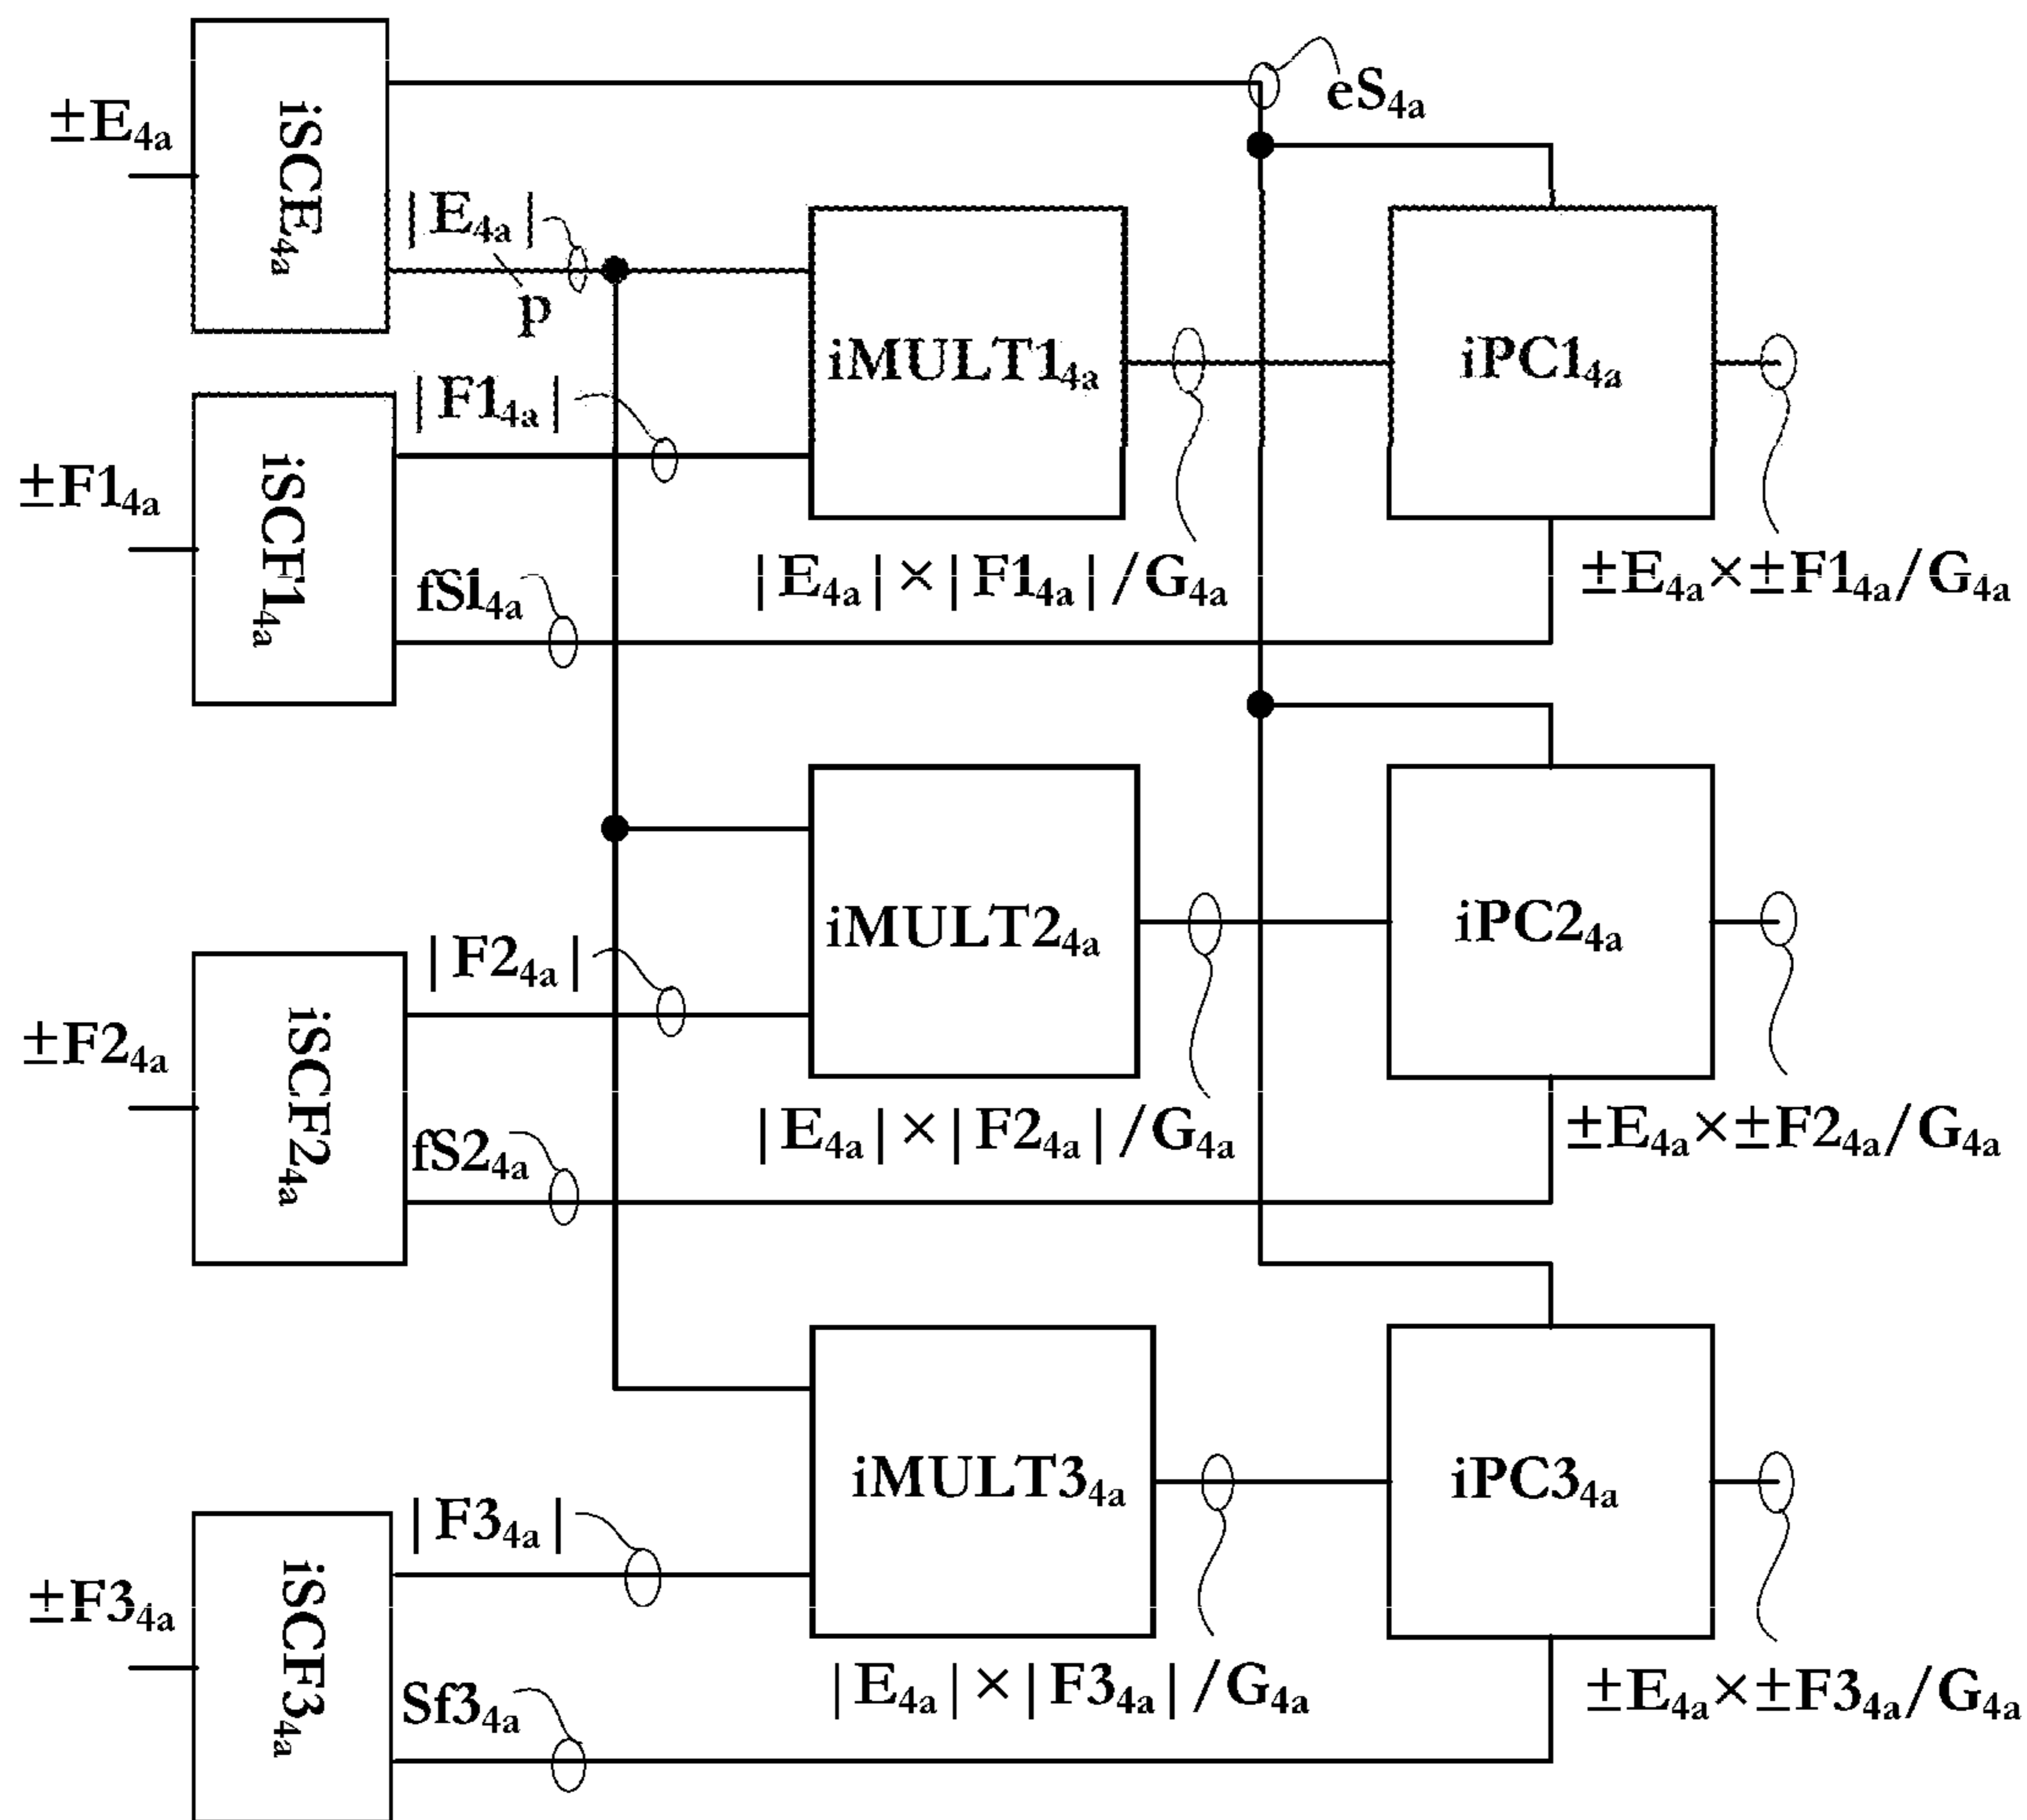 eS4a
±E4a
iSCE4a
|E4a|
p
iMULT14a
iPC14a
|F14a|
±F14a
iSCF14a
fS14a
|E4a|×|F14a|/G4a
±E4a×±F14a/G4a
iMULT24a
iPC24a
|F24a|
±F24a
iSCF24a
fS24a
|E4a|×|F24a|/G4a
±E4a×±F24a/G4a
iMULT34a
iPC34a
|F34a|
±F34a
iSCF34a
Sf34a
|E4a|×|F34a|/G4a
±E4a×±F34a/G4a